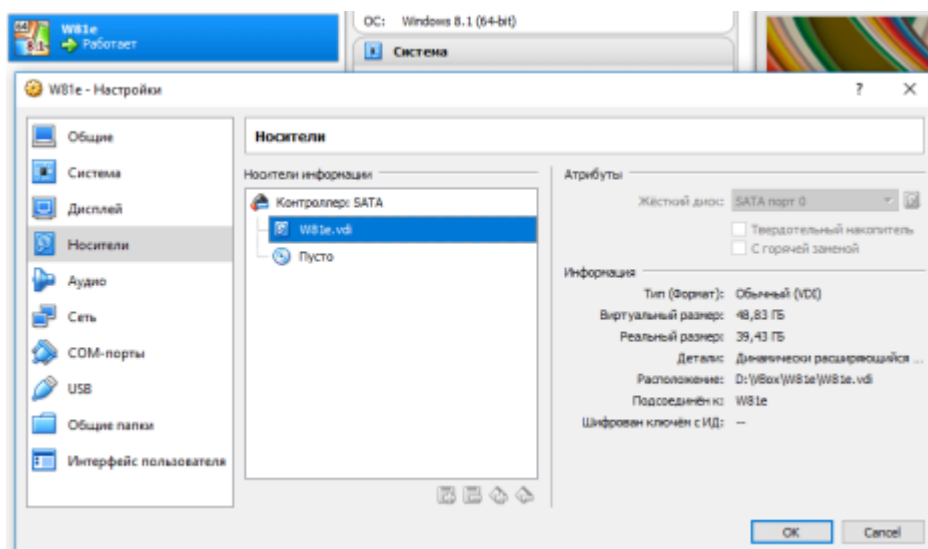 64
8.1
W81e
Работает
ОС: Windows 8.1 (64-bit)
Система
W81e - Настройки
? X
Общие
Система
Дисплей
Носители
Аудио
Сеть
COM-порты
USB
Общие папки
Интерфейс пользователя
Носители
Носители информации
Контроллер: SATA
W81e.vdi
Пусто
Атрибуты
Жёсткий диск: SATA порт 0
Твердотельный накопитель
С горячей заменой
Информация
Тип (Формат): Обычный (VDI)
Виртуальный размер: 48,83 ГБ
Реальный размер: 39,43 ГБ
Детали: Динамически расширяющийся ...
Расположение: D:\VBox\W81e\W81e.vdi
Подсоединён к: W81e
Шифрован ключём с ИД: --
OK Cancel